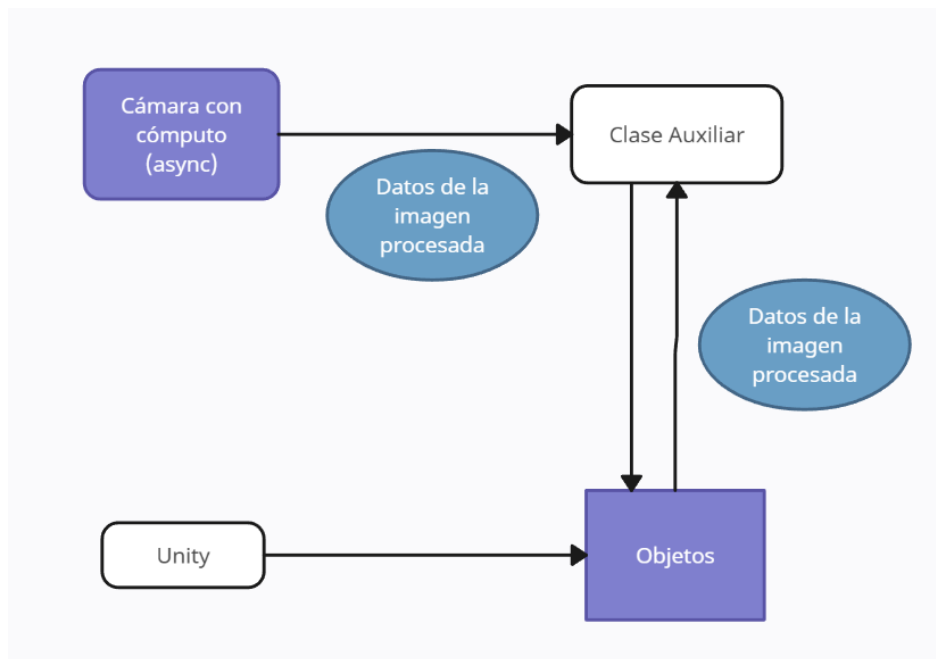 Cámara con
cómputo
(async)
Clase Auxiliar
Datos de la
imagen
procesada
Datos de la
imagen
procesada
Unity
Objetos